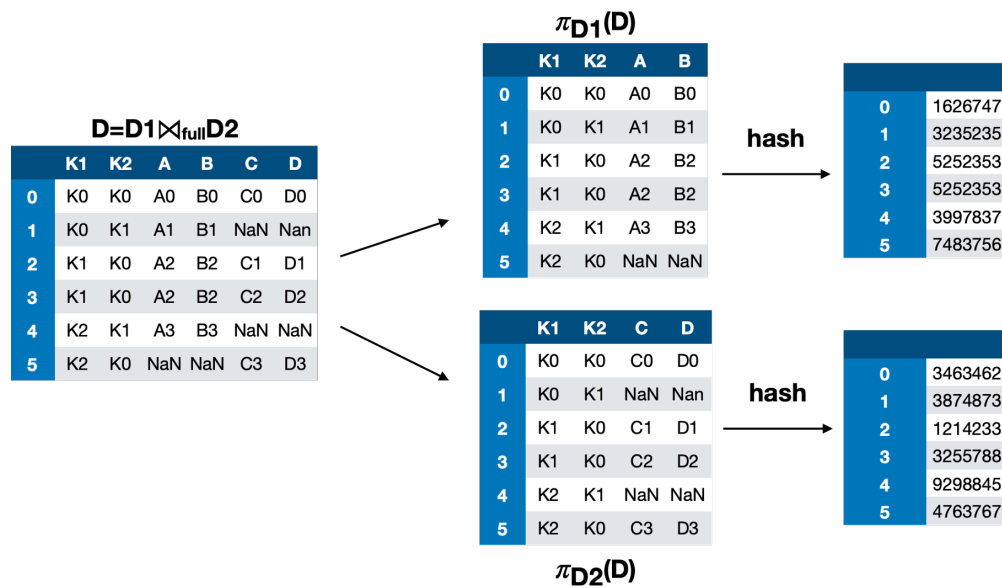 D=D1⋈fullD2
K1 K2 A B C D
0 K0 K0 A0 B0 C0 D0
1 K0 K1 A1 B1 NaN Nan
2 K1 K0 A2 B2 C1 D1
3 K1 K0 A2 B2 C2 D2
4 K2 K1 A3 B3 NaN NaN
5 K2 K0 NaN NaN C3 D3
πD1(D)
K1 K2 A B
0 K0 K0 A0 B0
1 K0 K1 A1 B1
2 K1 K0 A2 B2
3 K1 K0 A2 B2
4 K2 K1 A3 B3
5 K2 K0 NaN NaN
hash
0 1626747
1 3235235
2 5252353
3 5252353
4 3997837
5 7483756
K1 K2 C D
0 K0 K0 C0 D0
1 K0 K1 NaN Nan
2 K1 K0 C1 D1
3 K1 K0 C2 D2
4 K2 K1 NaN NaN
5 K2 K0 C3 D3
πD2(D)
hash
0 3463462
1 3874873
2 1214233
3 3255788
4 9298845
5 4763767